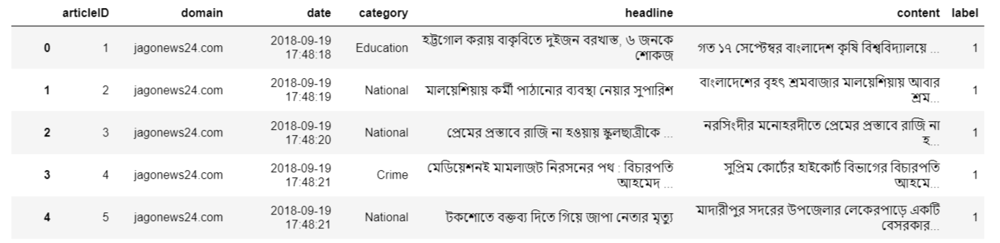 articleID domain date category headline content label
0 1 jagonews24.com 2018-09-19 17:48:18 Education হট্টগোল করায় বাকৃবিতে দুইজন বরখাস্ত, ৬ জনকে শোকজ গত ১৭ সেপ্টেম্বর বাংলাদেশ কৃষি বিশ্ববিদ্যালয়ে ... 1
1 2 jagonews24.com 2018-09-19 17:48:19 National মালয়েশিয়ায় কর্মী পাঠানোর ব্যবস্থা নেয়ার সুপারিশ বাংলাদেশের বৃহৎ শ্রমবাজার মালয়েশিয়ায় আবার শ্রম... 1
2 3 jagonews24.com 2018-09-19 17:48:20 National প্রেমের প্রস্তাবে রাজি না হওয়ায় স্কুলছাত্রীকে ... নরসিংদীর মনোহরদীতে প্রেমের প্রস্তাবে রাজি না হ... 1
3 4 jagonews24.com 2018-09-19 17:48:21 Crime মেডিয়েশনই মামলাজট নিরসনের পথ : বিচারপতি আহমেদ ... সুপ্রিম কোর্টের হাইকোর্ট বিভাগের বিচারপতি আহমে... 1
4 5 jagonews24.com 2018-09-19 17:48:21 National টকশোতে বক্তব্য দিতে গিয়ে জাপা নেতার মৃত্যু মাদারীপুর সদরের উপজেলার লেকেরপাড়ে একটি বেসরকার... 1